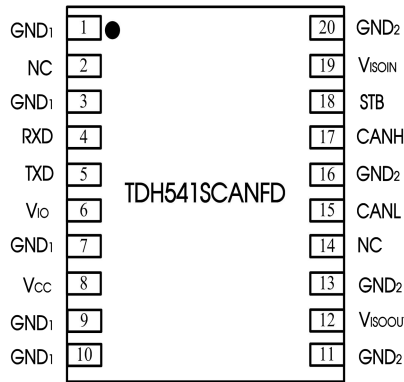 GND1 1 20 GND2
NC 2 19 VISOIN
GND1 3 18 STB
RXD 4 17 CANH
TXD 5 16 GND2
TDH541SCANFD
VIO 6 15 CANL
GND1 7 14 NC
VCC 8 13 GND2
GND1 9 12 VISOOU
GND1 10 11 GND2